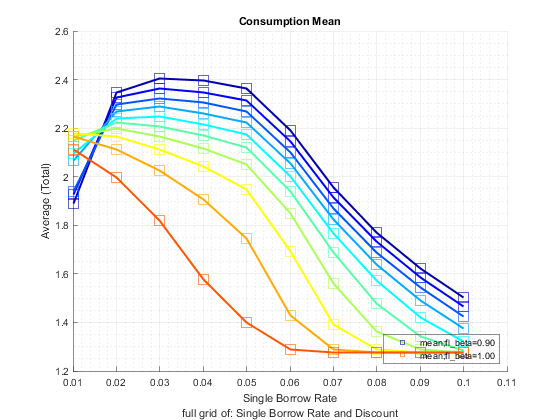 Consumption Mean
Average (Total)
2.6
2.4
2.2
2
1.8
1.6
1.4
1.2
mean;fl_beta=0.90
mean;fl_beta=1.00
0.01 0.02 0.03 0.04 0.05 0.06 0.07 0.08 0.09 0.1 0.11
Single Borrow Rate
full grid of: Single Borrow Rate and Discount